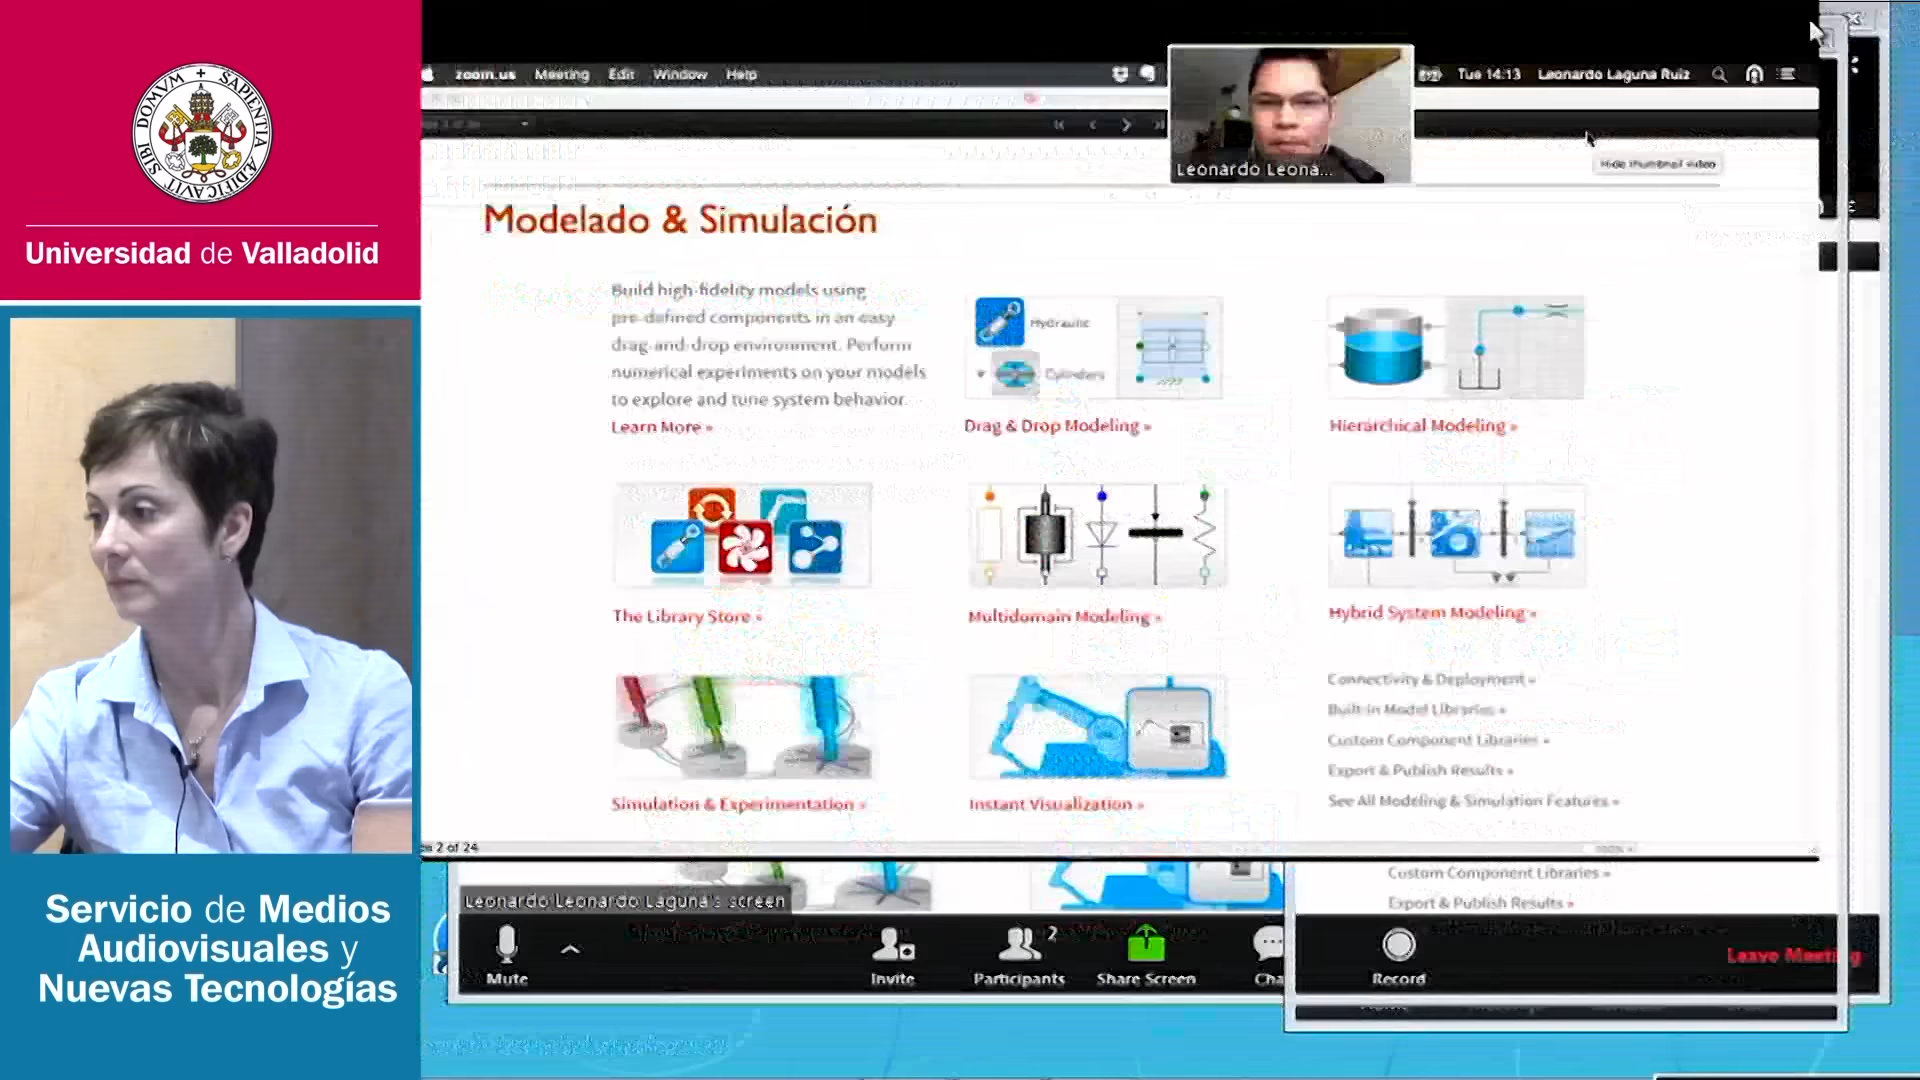 DOMVM SAPIENTIA SIBI ÆDIFICAVIT
Universidad de Valladolid
Servicio de Medios
Audiovisuales y
Nuevas Tecnologías
zoom.us Meeting Edit Window Help
Tue 14:13 Leonardo Laguna Ruiz
Leonardo Leona...
Hide thumbnail video
Modelado & Simulación
Build high-fidelity models using
pre-defined components in an easy
drag-and-drop environment. Perform
numerical experiments on your models
to explore and tune system behavior.
Learn More »
Hydraulic
Cylinders
Drag & Drop Modeling »
Hierarchical Modeling »
The Library Store »
Multidomain Modeling »
Hybrid System Modeling »
Simulation & Experimentation »
Instant Visualization »
Connectivity & Deployment »
Built-in Model Libraries »
Custom Component Libraries »
Export & Publish Results »
See All Modeling & Simulation Features »
2 of 24
100%
Custom Component Libraries »
Export & Publish Results »
Leonardo Leonardo Laguna's screen
Mute
Invite
2
Participants
Share Screen
Cha
Record
Leave Meeting